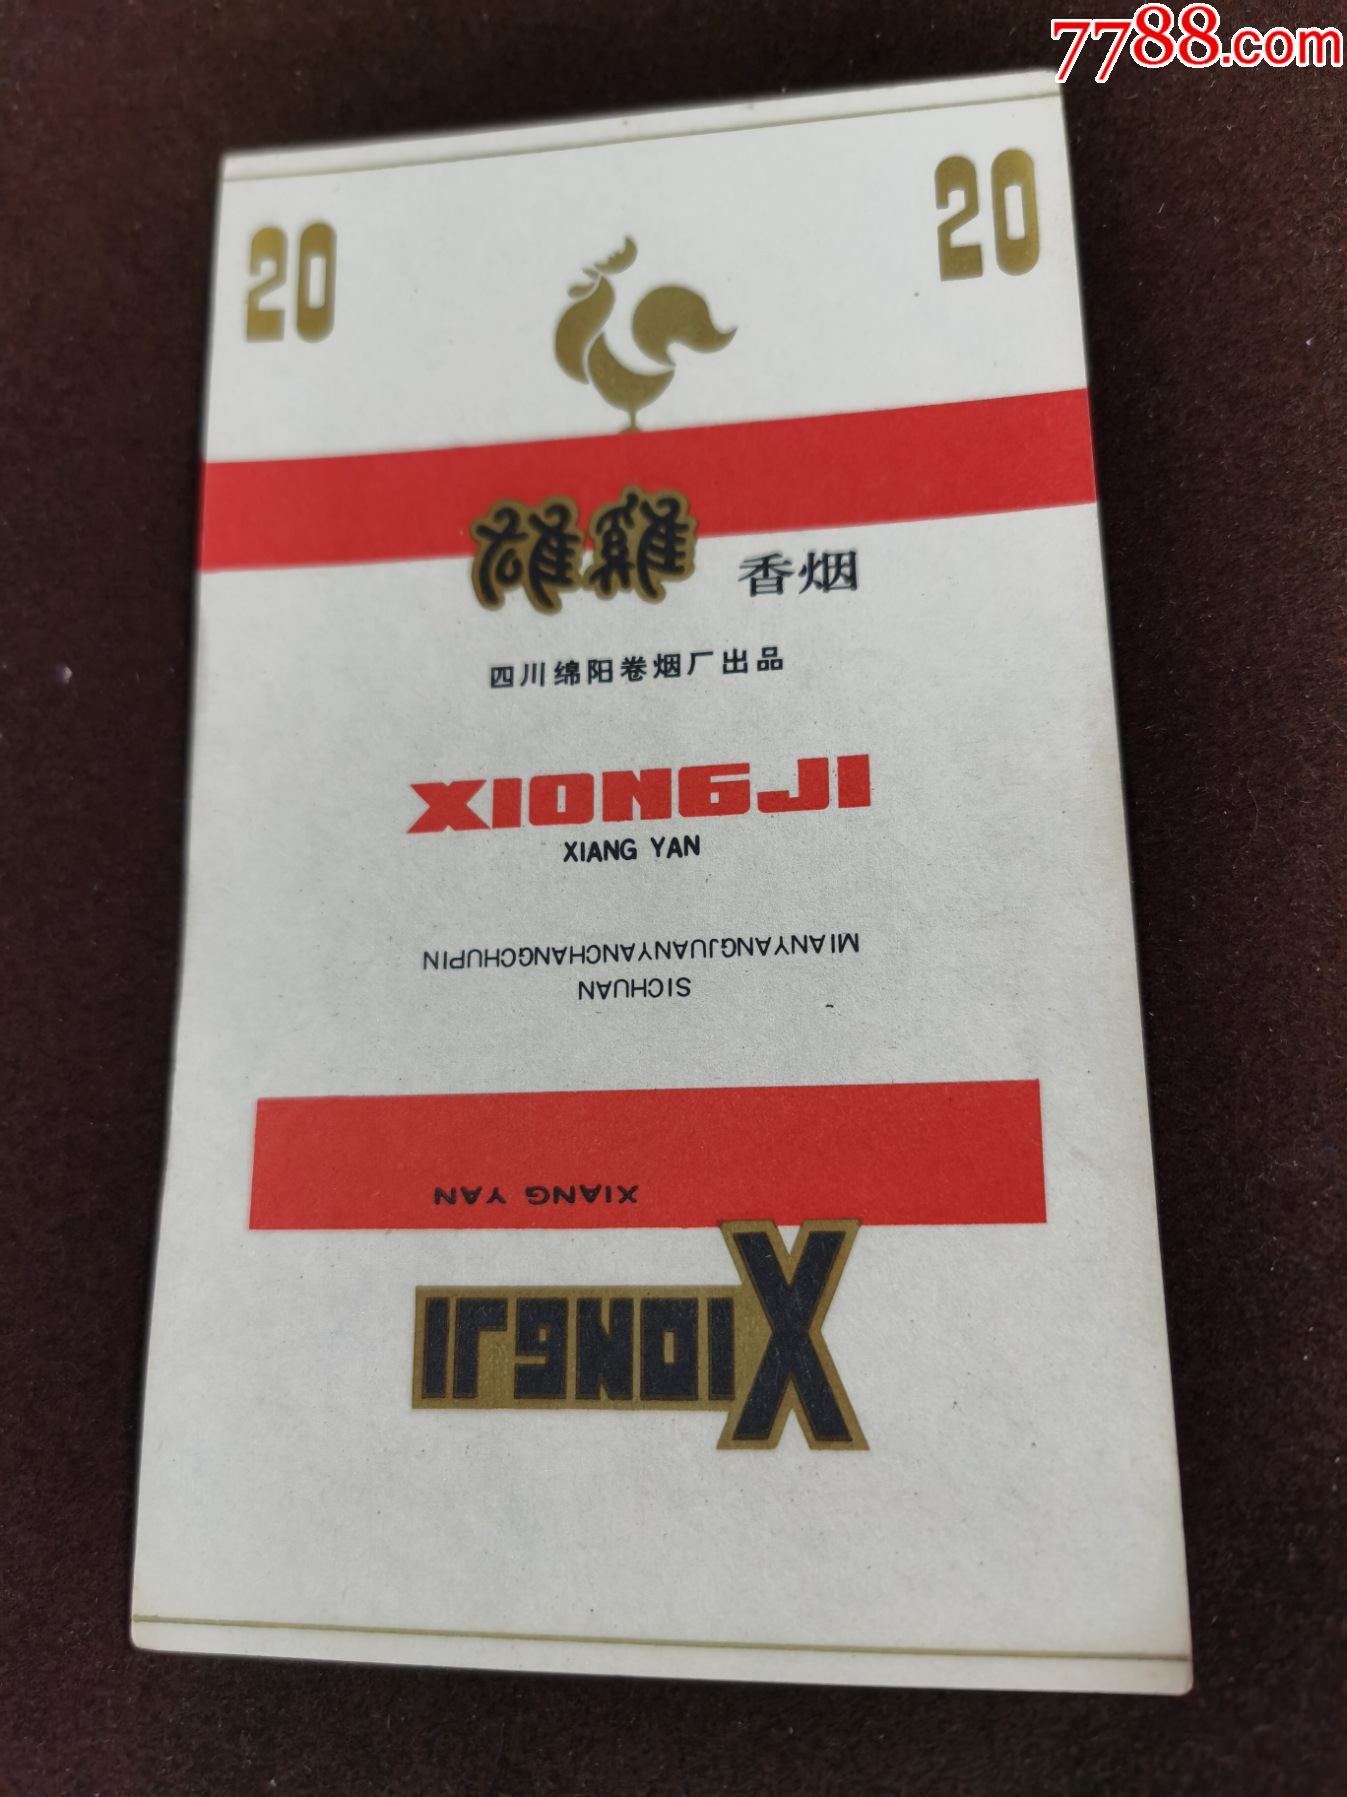 7788.com
20
20
雄鸡 香烟
四川绵阳卷烟厂出品
XIONGJI
XIANG YAN
SICHUAN
MIANYANGJUANYANCHANGCHUPIN
XIONGJI
XIANG YAN